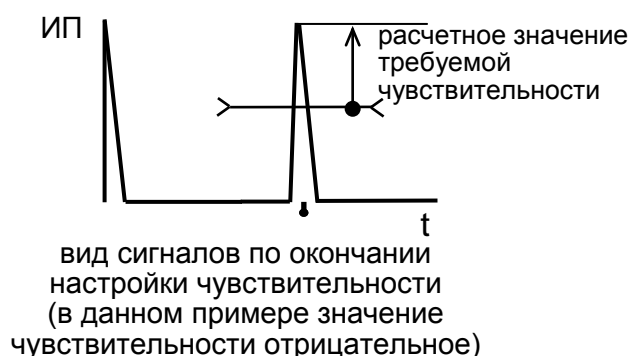 ИП
расчетное значение
требуемой
чувствительности
t
вид сигналов по окончании
настройки чувствительности
(в данном примере значение
чувствительности отрицательное)